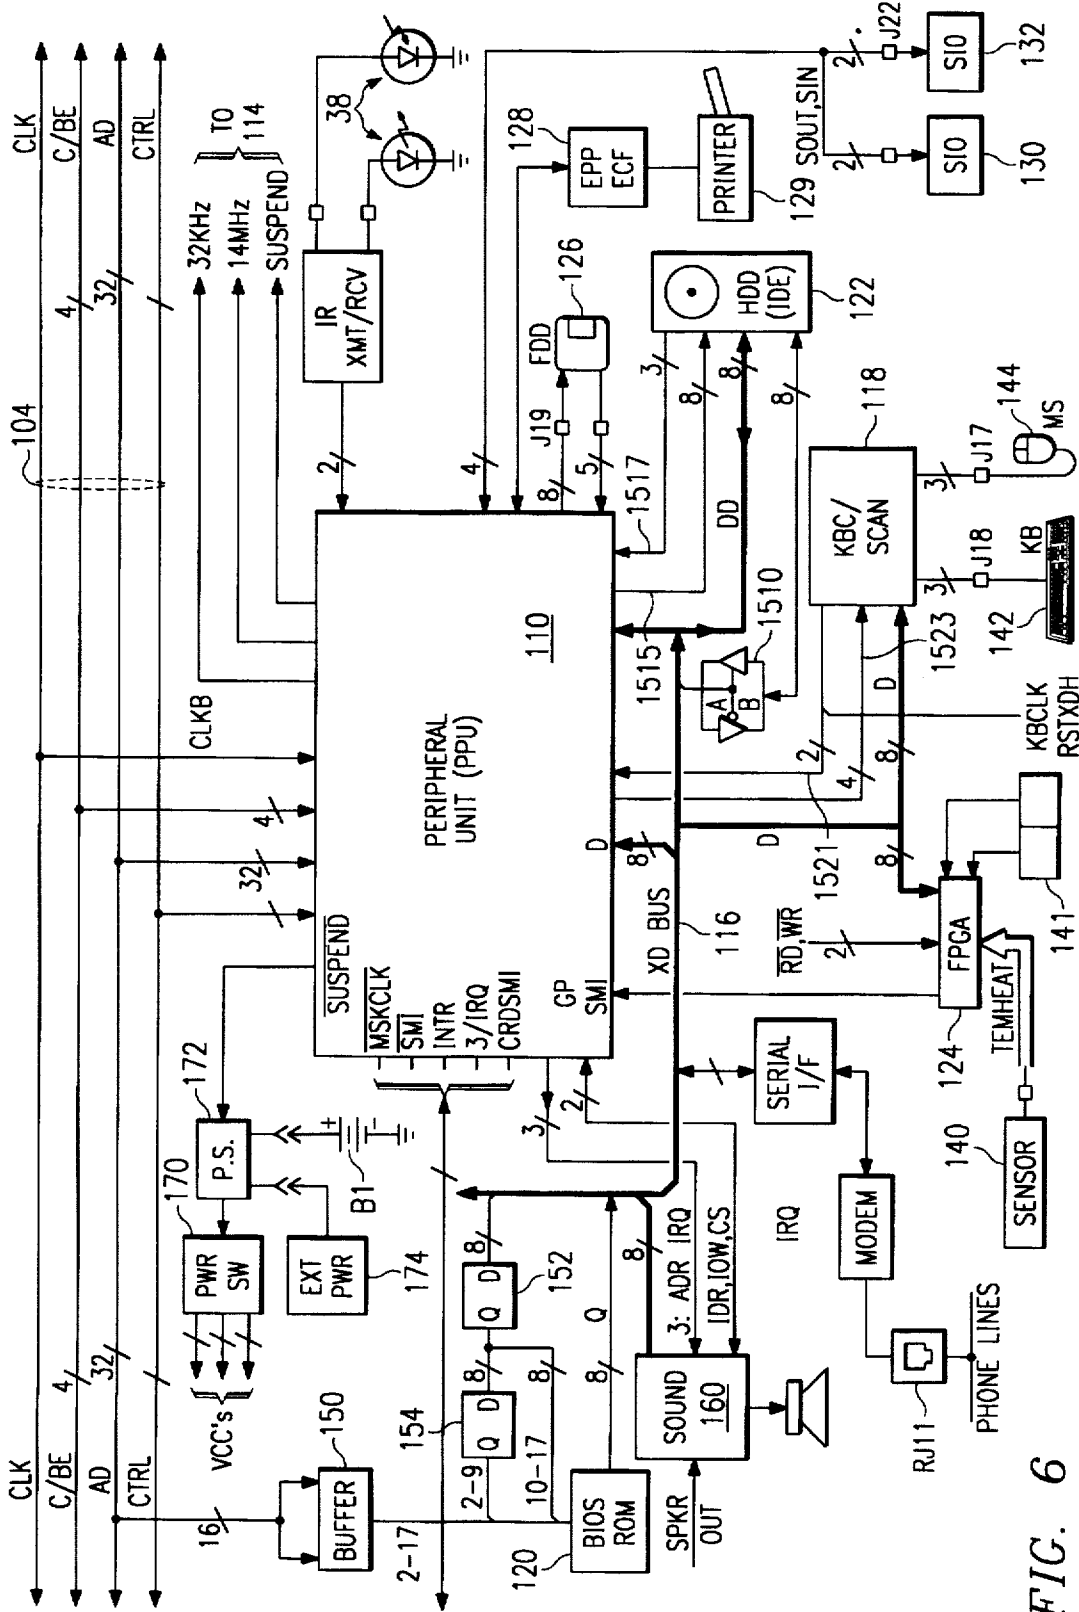 CLK
C/BE
AD
CTRL
104
4
32
CLK
C/BE
AD
CTRL
4
32
TO
114
32KHz
14MHz
SUSPEND
CLKB
4
32
16
VCC's
PWR
SW
170
P.S.
172
SUSPEND
EXT
PWR
174
B1
+
-
BUFFER
150
IR
XMT/RCV
38
2
MSKCLK
SMI
INTR
3/IRQ
CRDSMI
PERIPHERAL
UNIT (PPU)
110
GP
SMI
D
8
2-17
2-9
10-17
154
Q D
8
8
Q D
152
8
3
2
4
8
J19
5
FDD
126
EPP
ECF
128
PRINTER
129
SOUT,SIN
2
2
J22
SIO
130
SIO
132
BIOS
ROM
120
8
Q
8
3: ADR IRQ
IDR,IOW,CS
SOUND
160
SPKR
OUT
IRQ
XD BUS
116
D
1515
1517
3
8
8
8
DD
HDD
(IDE)
122
A
B
1510
SERIAL
I/F
MODEM
RJ11
PHONE LINES
RD,WR
2
1521
1523
2
4
8
D
8
KBC/
SCAN
118
3
J18
3
J17
KB
142
MS
144
KBCLK
RSTXDH
FPGA
124
TEMHEAT
SENSOR
140
141
FIG. 6